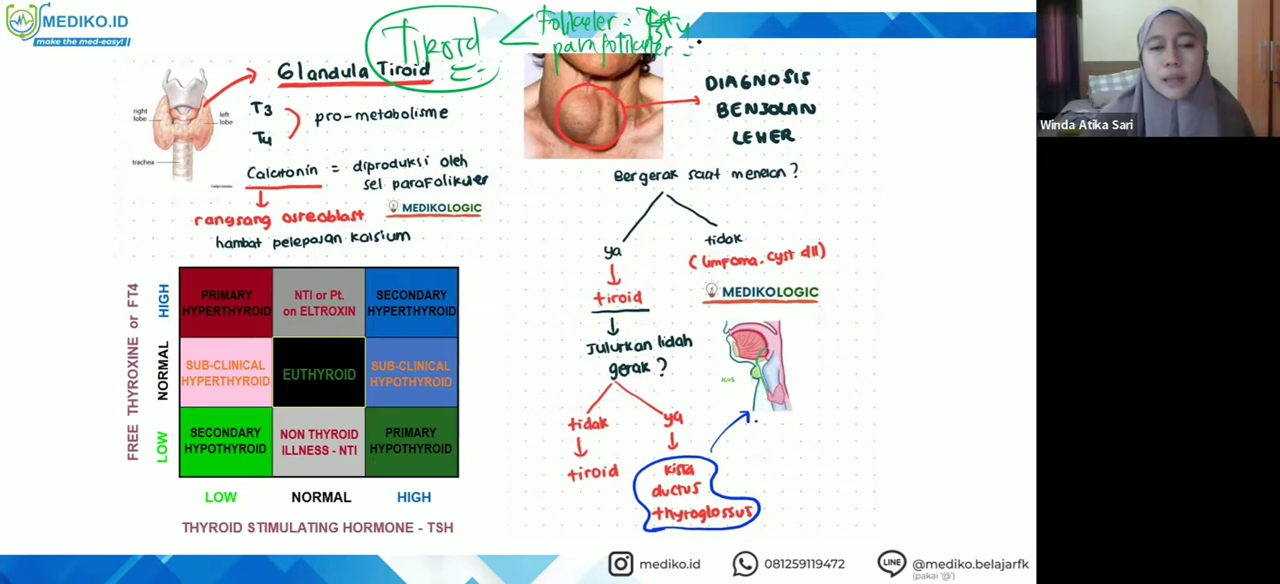 MEDIKO.ID
make the med-easy!
Tiroid
Folikuler =
parafolikuler =
Glandula Tiroid
right lobe
left lobe
trachea
T3
T4
pro-metabolisme
Calcitonin = diproduksi oleh
sel parafolikuler
rangsang osteoblast
hambat pelepasan kalsium
MEDIKOLOGIC
DIAGNOSIS
BENJOLAN
LEHER
Bergerak saat menelan?
ya
tidak
(limfoma. cyst dll)
MEDIKOLOGIC
tiroid
Julurkan lidah
gerak?
tidak
ya
tiroid
kista
ductus
thyroglossus
FREE THYROXINE or FT4
HIGH
NORMAL
LOW
PRIMARY
HYPERTHYROID
NTI or Pt.
on ELTROXIN
SECONDARY
HYPERTHYROID
SUB-CLINICAL
HYPERTHYROID
EUTHYROID
SUB-CLINICAL
HYPOTHYROID
SECONDARY
HYPOTHYROID
NON THYROID
ILLNESS - NTI
PRIMARY
HYPOTHYROID
LOW
NORMAL
HIGH
THYROID STIMULATING HORMONE - TSH
mediko.id
081259119472
LINE
@mediko.belajarfk
(pakai '@')
Winda Atika Sari